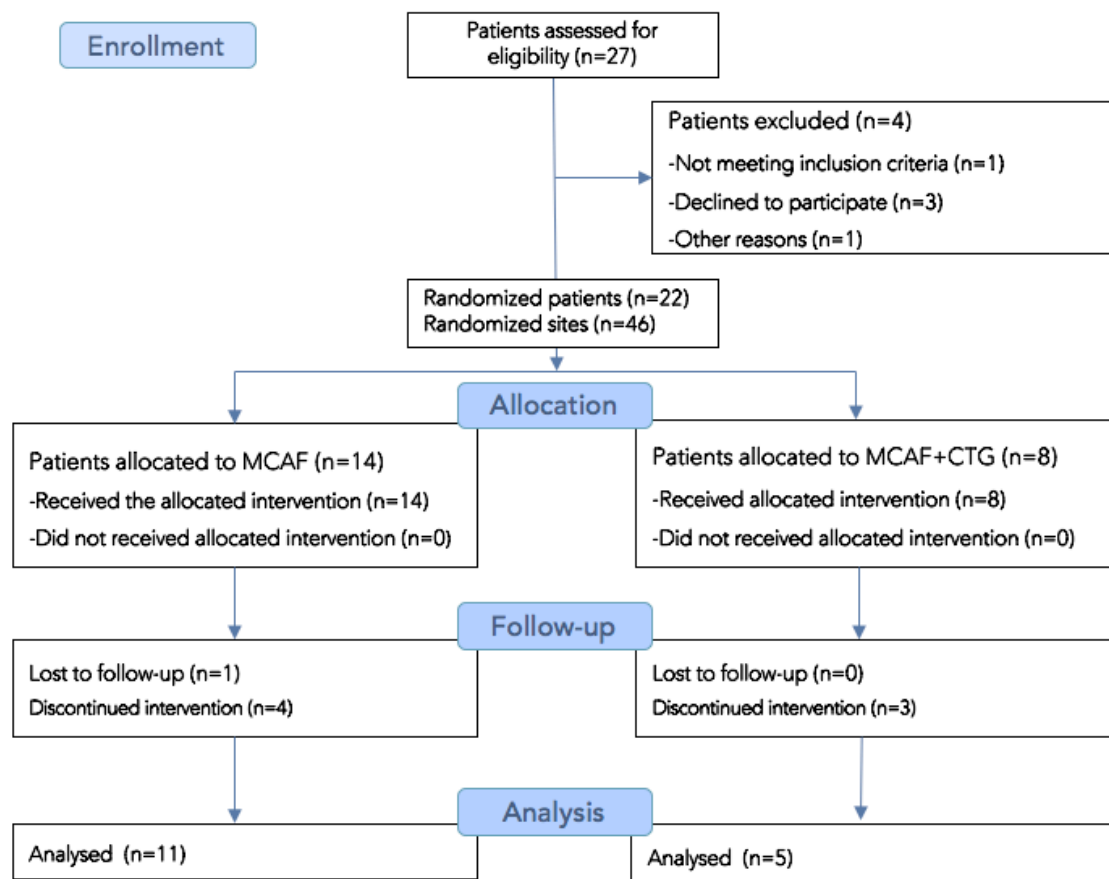 Enrollment
Patients assessed for
eligibility (n=27)
Patients excluded (n=4)
-Not meeting inclusion criteria (n=1)
-Declined to participate (n=3)
-Other reasons (n=1)
Randomized patients (n=22)
Randomized sites (n=46)
Allocation
Patients allocated to MCAF (n=14)
-Received the allocated intervention (n=14)
-Did not received allocated intervention (n=0)
Patients allocated to MCAF+CTG (n=8)
-Received allocated intervention (n=8)
-Did not received allocated intervention (n=0)
Follow-up
Lost to follow-up (n=1)
Discontinued intervention (n=4)
Lost to follow-up (n=0)
Discontinued intervention (n=3)
Analysis
Analysed (n=11)
Analysed (n=5)